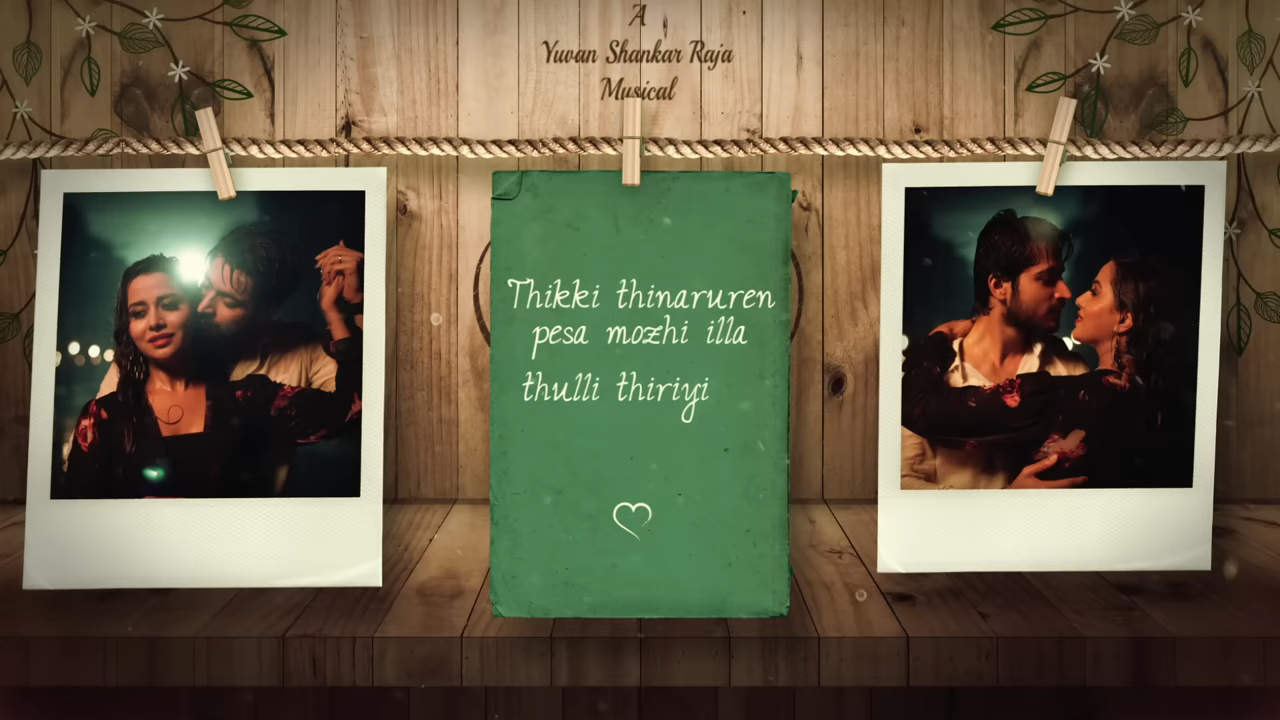 A
Yuvan Shankar Raja
Musical
Thikki thinaruren
pesa mozhi illa
thulli thiriyi